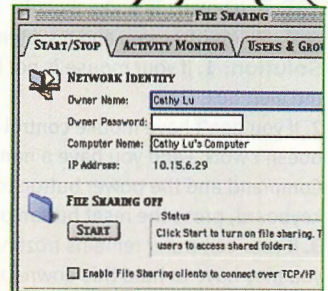 FILE SHARING
START/STOP
ACTIVITY MONITOR
USERS & GRO
NETWORK IDENTITY
Owner Name: Cathy Lu
Owner Password:
Computer Name: Cathy Lu's Computer
IP Address: 10.15.6.29
FILE SHARING OFF
START
Status
Click Start to turn on file sharing. T
users to access shared folders.
Enable File Sharing clients to connect over TCP/IP